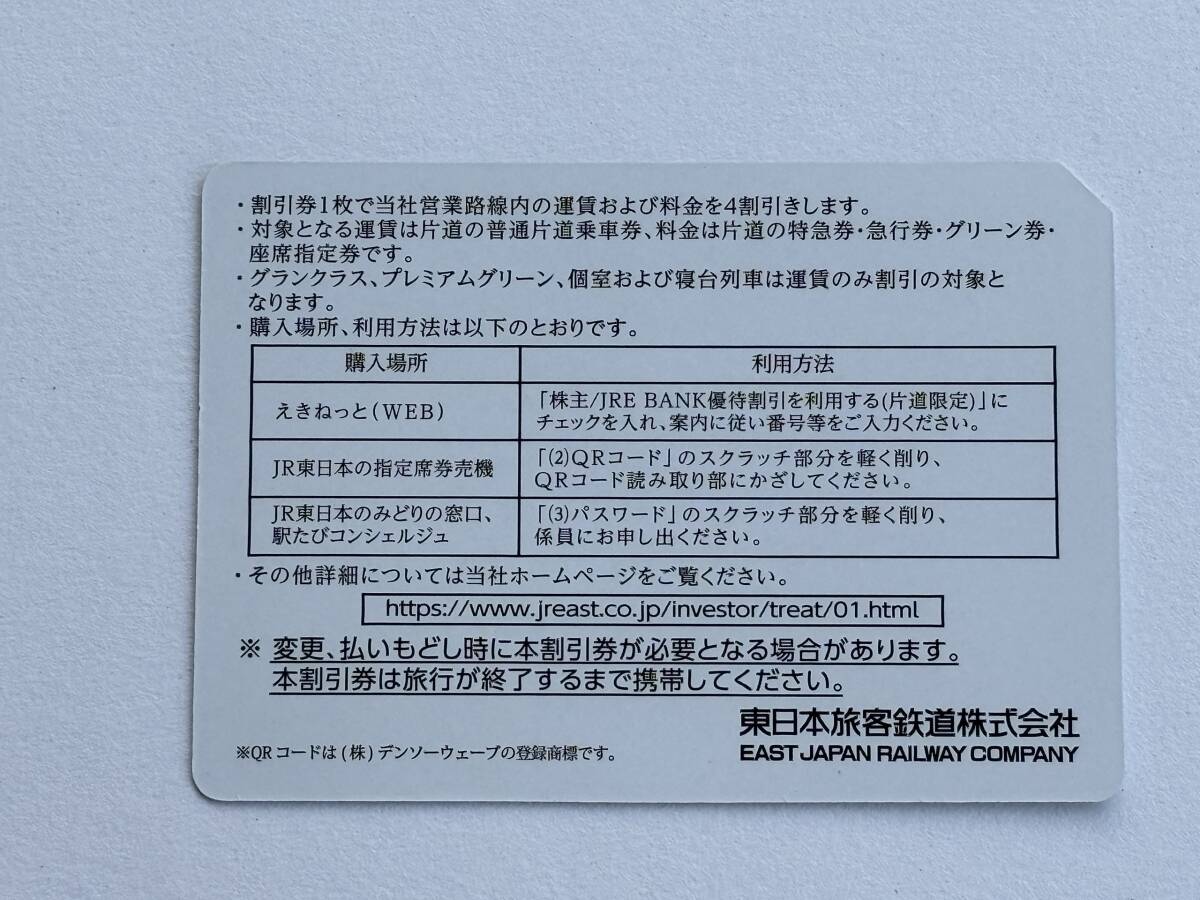 ・割引券1枚で当社営業路線内の運賃および料金を4割引きします。
・対象となる運賃は片道の普通片道乗車券、料金は片道の特急券・急行券・グリーン券・
座席指定券です。
・グランクラス、プレミアムグリーン、個室および寝台列車は運賃のみ割引の対象と
なります。
・購入場所、利用方法は以下のとおりです。
購入場所
利用方法
えきねっと(WEB)
「株主/JRE BANK優待割引を利用する(片道限定)」に
チェックを入れ、案内に従い番号等をご入力ください。
JR東日本の指定席券売機
「(2)QRコード」のスクラッチ部分を軽く削り、
QRコード読み取り部にかざしてください。
JR東日本のみどりの窓口、
駅たびコンシェルジュ
「(3)パスワード」のスクラッチ部分を軽く削り、
係員にお申し出ください。
・その他詳細については当社ホームページをご覧ください。
https://www.jreast.co.jp/investor/treat/01.html
※ 変更、払いもどし時に本割引券が必要となる場合があります。
本割引券は旅行が終了するまで携帯してください。
東日本旅客鉄道株式会社
EAST JAPAN RAILWAY COMPANY
※QRコードは(株)デンソーウェーブの登録商標です。